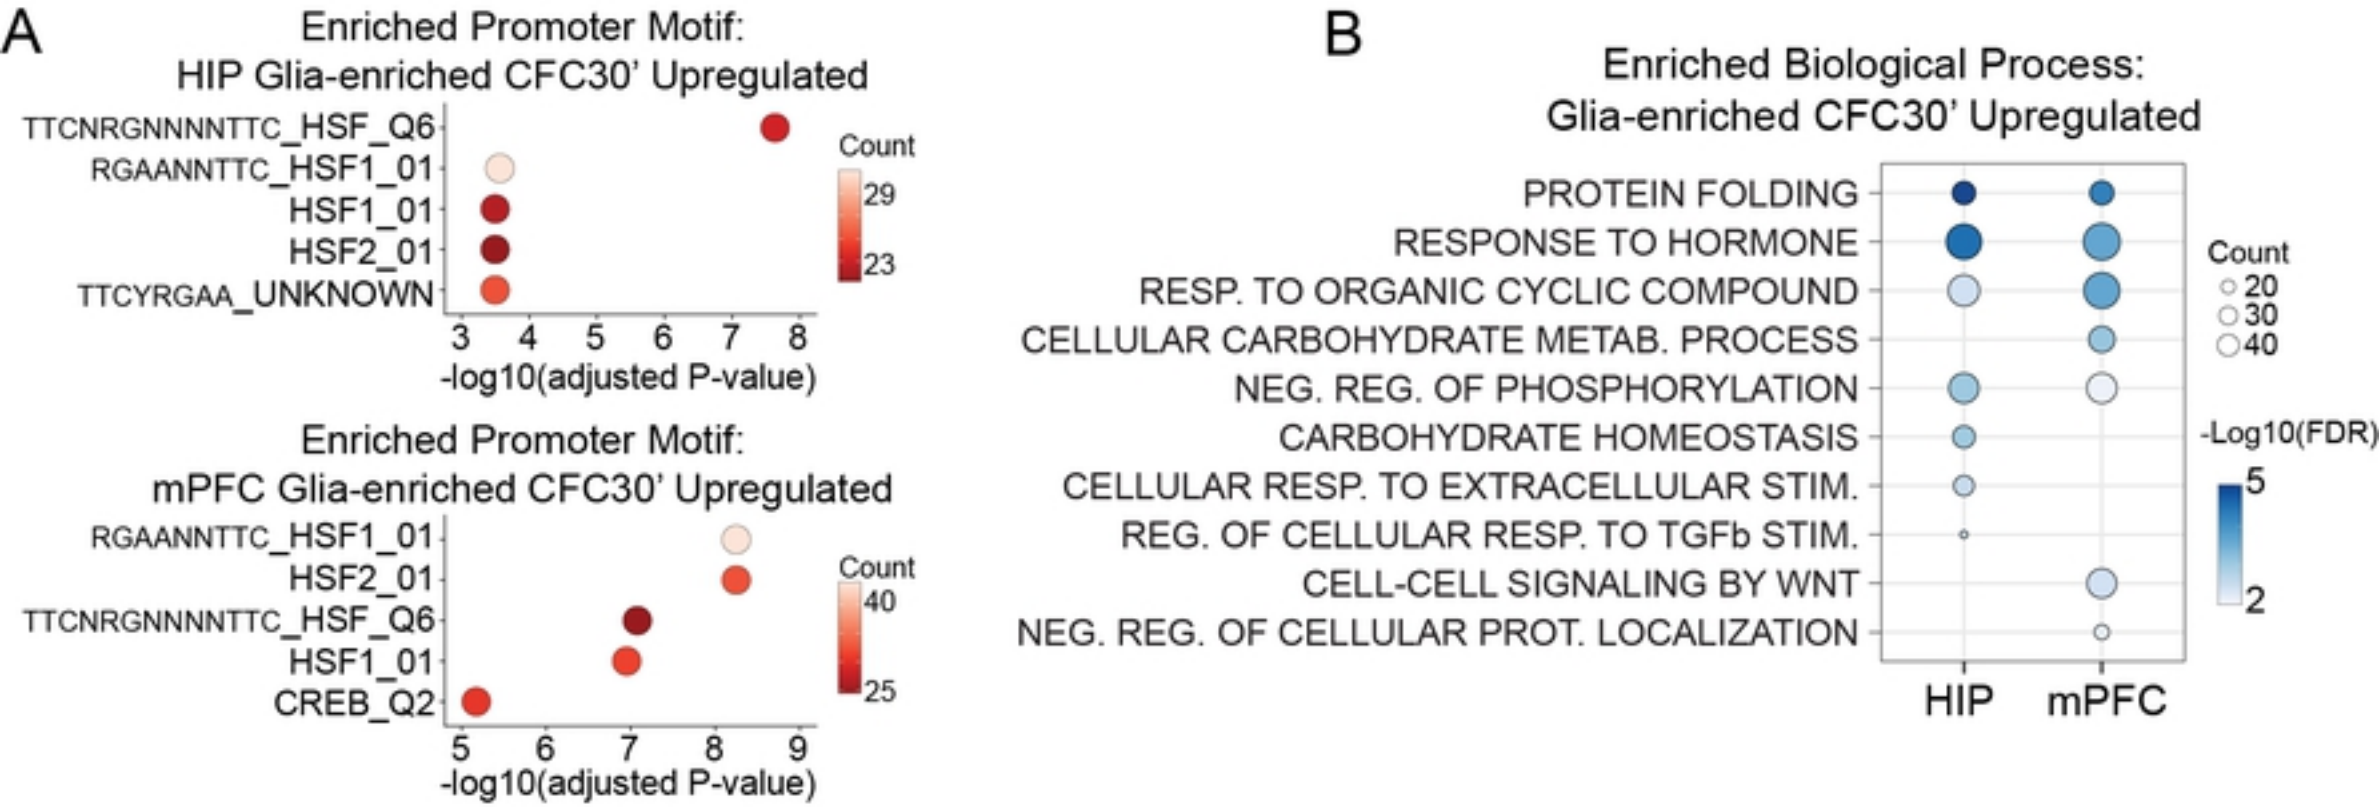 A
Enriched Promoter Motif:
HIP Glia-enriched CFC30’ Upregulated
TTCNRGNNNNTTC_HSF_Q6
RGAANNTTC_HSF1_01
HSF1_01
HSF2_01
TTCYRGAA_UNKNOWN
3 4 5 6 7 8
-log10(adjusted P-value)
Count
29
23
Enriched Promoter Motif:
mPFC Glia-enriched CFC30’ Upregulated
RGAANNTTC_HSF1_01
HSF2_01
TTCNRGNNNNTTC_HSF_Q6
HSF1_01
CREB_Q2
5 6 7 8 9
-log10(adjusted P-value)
Count
40
25
B
Enriched Biological Process:
Glia-enriched CFC30’ Upregulated
PROTEIN FOLDING
RESPONSE TO HORMONE
RESP. TO ORGANIC CYCLIC COMPOUND
CELLULAR CARBOHYDRATE METAB. PROCESS
NEG. REG. OF PHOSPHORYLATION
CARBOHYDRATE HOMEOSTASIS
CELLULAR RESP. TO EXTRACELLULAR STIM.
REG. OF CELLULAR RESP. TO TGFb STIM.
CELL-CELL SIGNALING BY WNT
NEG. REG. OF CELLULAR PROT. LOCALIZATION
HIP mPFC
Count
20
30
40
-Log10(FDR)
5
2